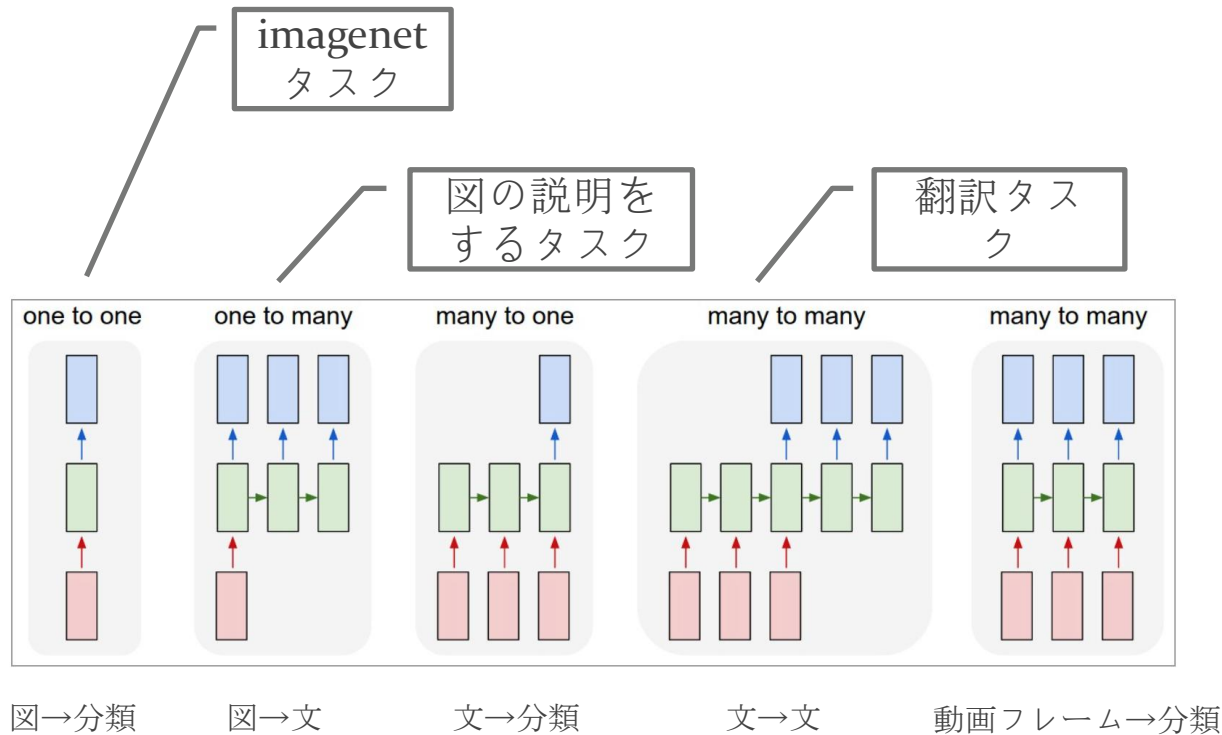 imagenet
タスク
図の説明を
するタスク
翻訳タス
ク
one to one
one to many
many to one
many to many
many to many
図→分類
図→文
文→分類
文→文
動画フレーム→分類